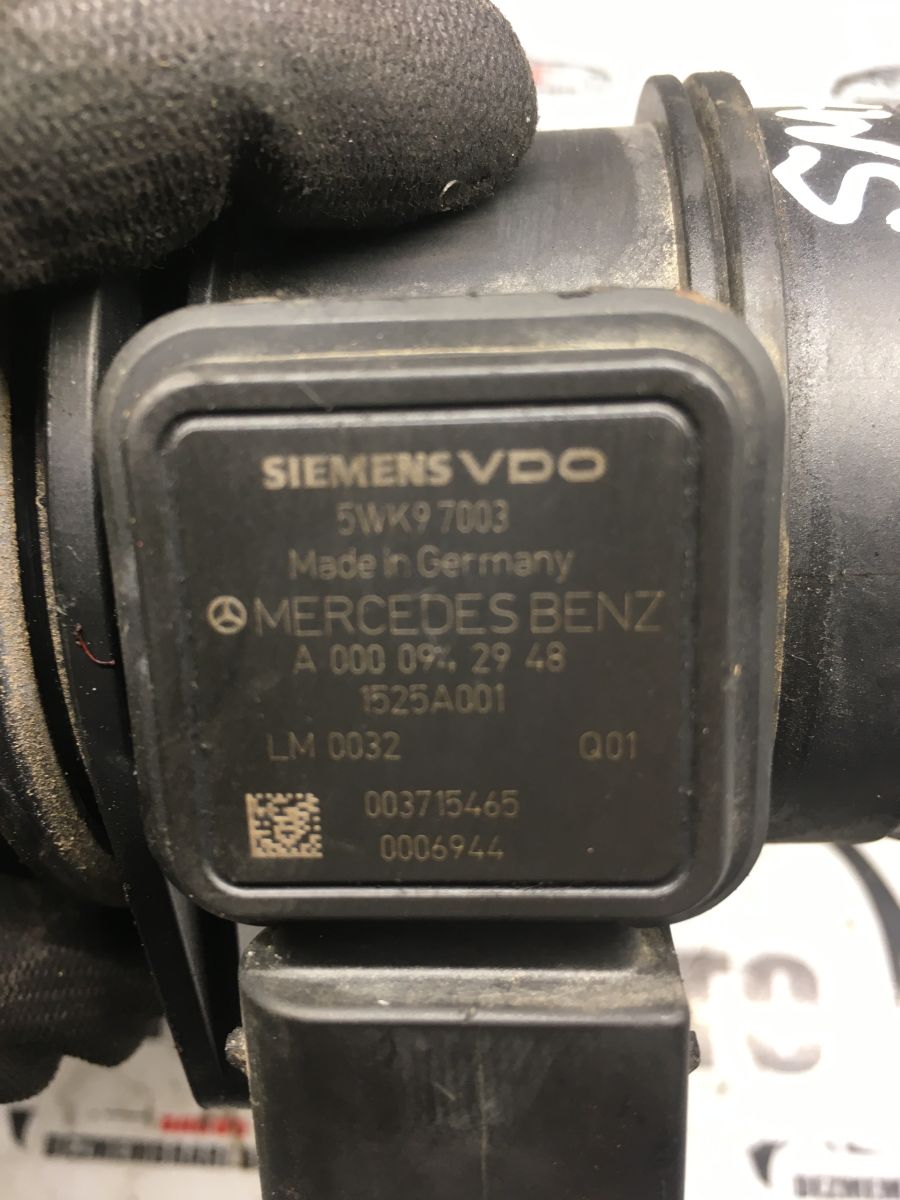 SIEMENS VDO
5WK9 7003
Made in Germany
MERCEDES BENZ
A 000 094 29 48
1525A001
LM 0032 Q01
003715465
0006944